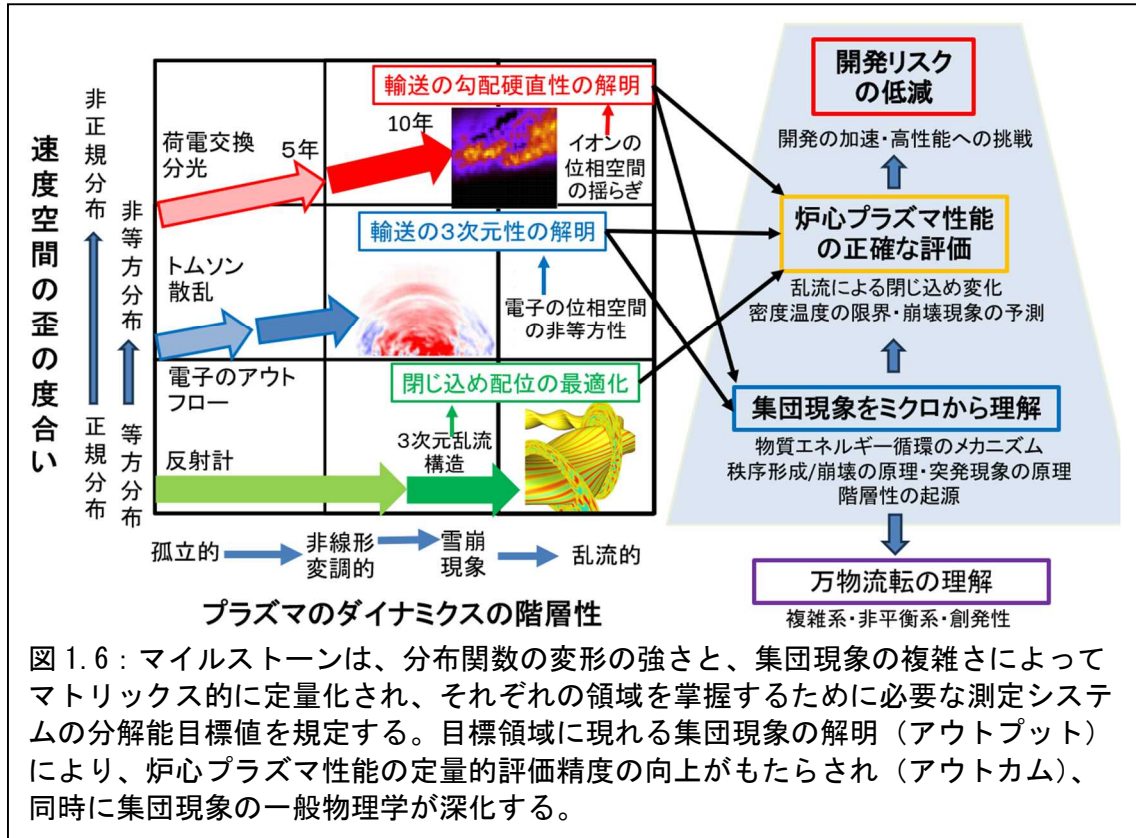 速度空間の歪の度合い
非正規分布
正規分布
非等方分布
等方分布
荷電交換
分光
5年
10年
輸送の勾配硬直性の解明
イオンの
位相空間
の揺らぎ
トムソン
散乱
輸送の3次元性の解明
電子の位相空間
の非等方性
電子のアウト
フロー
反射計
閉じ込め配位の最適化
3次元乱流
構造
孤立的
非線形
変調的
雪崩
現象
乱流的
プラズマのダイナミクスの階層性
開発リスク
の低減
開発の加速・高性能への挑戦
炉心プラズマ性能
の正確な評価
乱流による閉じ込め変化
密度温度の限界・崩壊現象の予測
集団現象をミクロから理解
物質エネルギー循環のメカニズム
秩序形成/崩壊の原理・突発現象の原理
階層性の起源
万物流転の理解
複雑系・非平衡系・創発性
図 1.6：マイルストーンは、分布関数の変形の強さと、集団現象の複雑さによって
マトリックス的に定量化され、それぞれの領域を掌握するために必要な測定システ
ムの分解能目標値を規定する。目標領域に現れる集団現象の解明（アウトプット）
により、炉心プラズマ性能の定量的評価精度の向上がもたらされ（アウトカム）、
同時に集団現象の一般物理学が深化する。